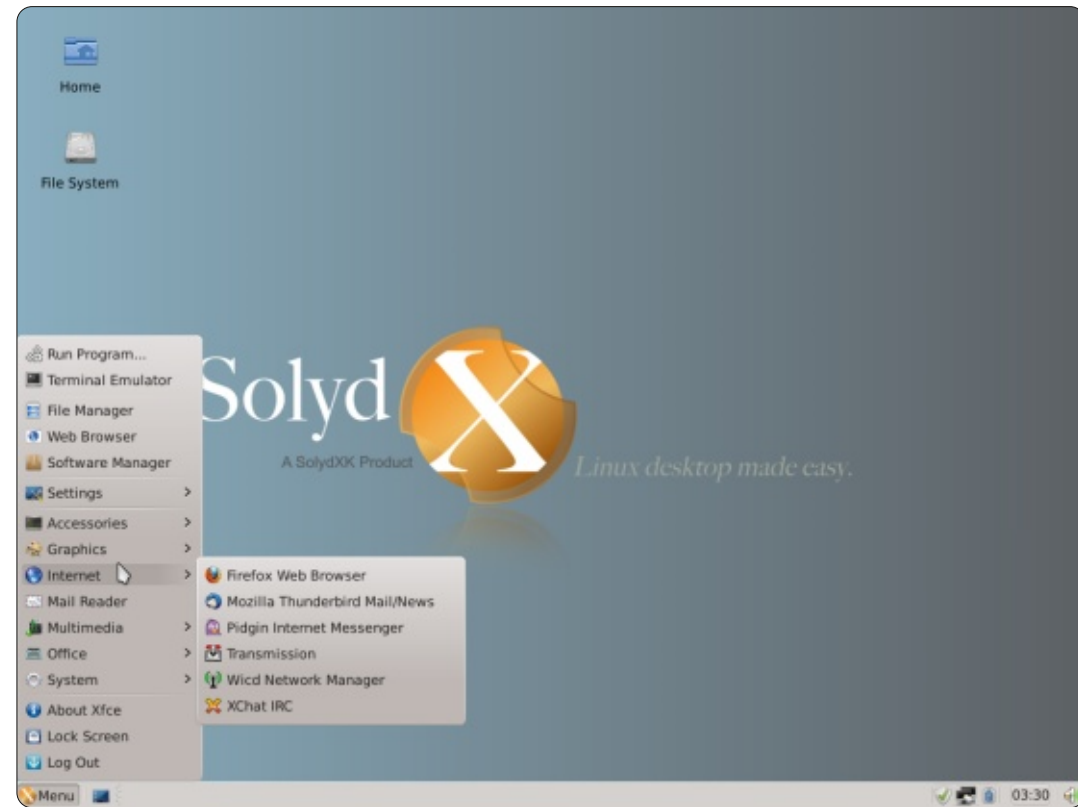 Home
File System
Run Program...
Terminal Emulator
File Manager
Web Browser
Software Manager
Settings
Accessories
Graphics
Internet
Mail Reader
Multimedia
Office
System
About Xfce
Lock Screen
Log Out
Firefox Web Browser
Mozilla Thunderbird Mail/News
Pidgin Internet Messenger
Transmission
Wicd Network Manager
XChat IRC
Solyd X
A SolydXK Product
Linux desktop made easy.
Menu
03:30